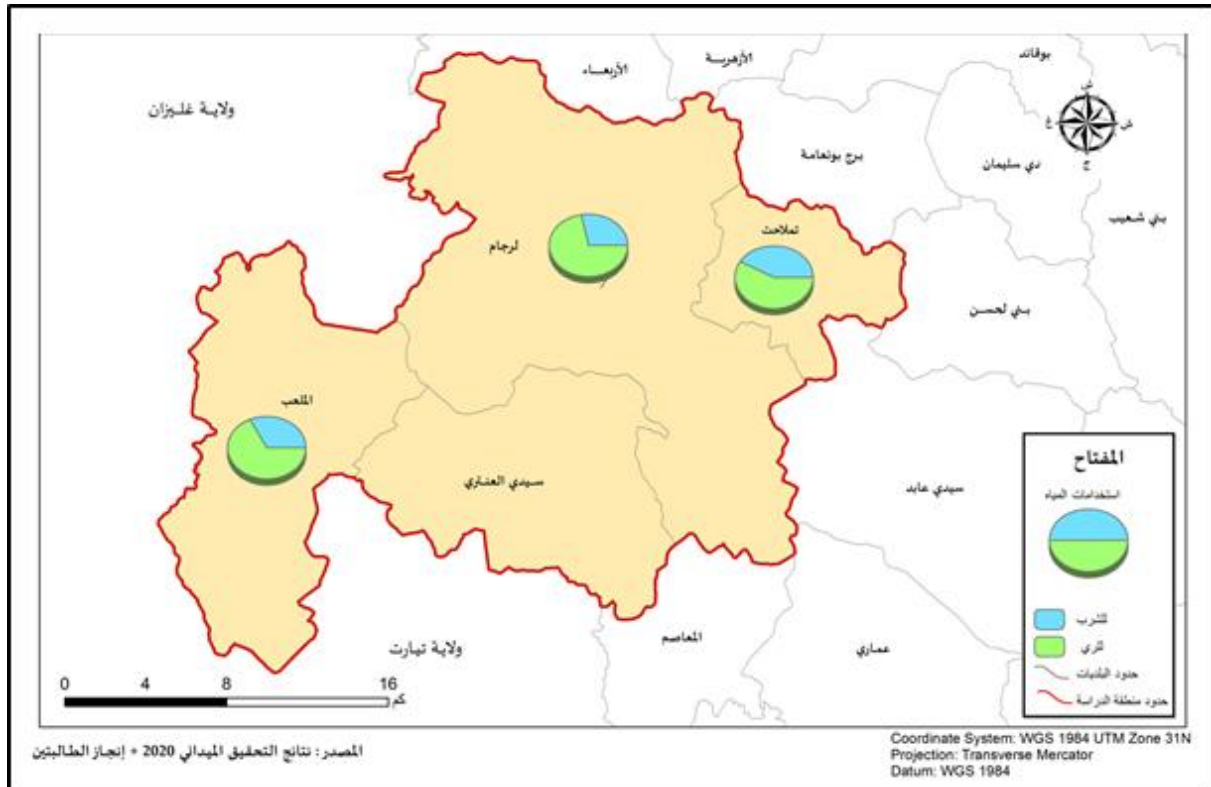 بوقائد
الأزهرية
الأربعاء
ولاية غليزان
ش
غ
ش
ج
برج بونعامة
دي سليمان
بني شعيب
تملاحت
لرجام
بني لحسن
الملعب
سيدي العنتري
سيدي عابد
المعاصم
عماري
ولاية تيارت
المفتاح
استخدامات المياه
للشرب
للري
حدود البلديات
حدود منطقة الدراسة
0 4 8 16
كم
المصدر: نتائج التحقيق الميداني 2020 + إنجاز الطالبتين
Coordinate System: WGS 1984 UTM Zone 31N
Projection: Transverse Mercator
Datum: WGS 1984